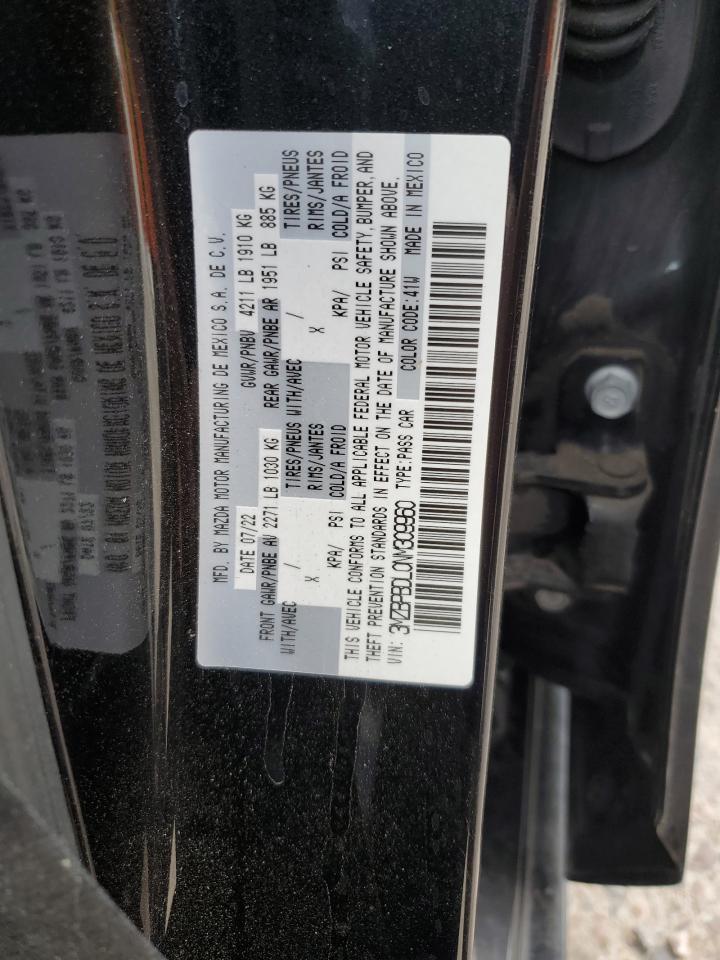 MFD. BY MAZDA MOTOR MANUFACTURING DE MEXICO S.A. DE C.V.
DATE 07/22 GVWR/PNBV 4211 LB 1910 KG
FRONT GAWR/PNBE AV 2271 LB 1030 KG REAR GAWR/PNBE AR 1951 LB 885 KG
WITH/AVEC / TIRES/PNEUS WITH/AVEC / TIRES/PNEUS
X RIMS/JANTES X RIMS/JANTES
KPA/ PSI COLD/A FROID KPA/ PSI COLD/A FROID
THIS VEHICLE CONFORMS TO ALL APPLICABLE FEDERAL MOTOR VEHICLE SAFETY, BUMPER, AND
THEFT PREVENTION STANDARDS IN EFFECT ON THE DATE OF MANUFACTURE SHOWN ABOVE.
VIN: 3MZBPBDL0NM309960 TYPE:PASS CAR COLOR CODE:41W MADE IN MEXICO